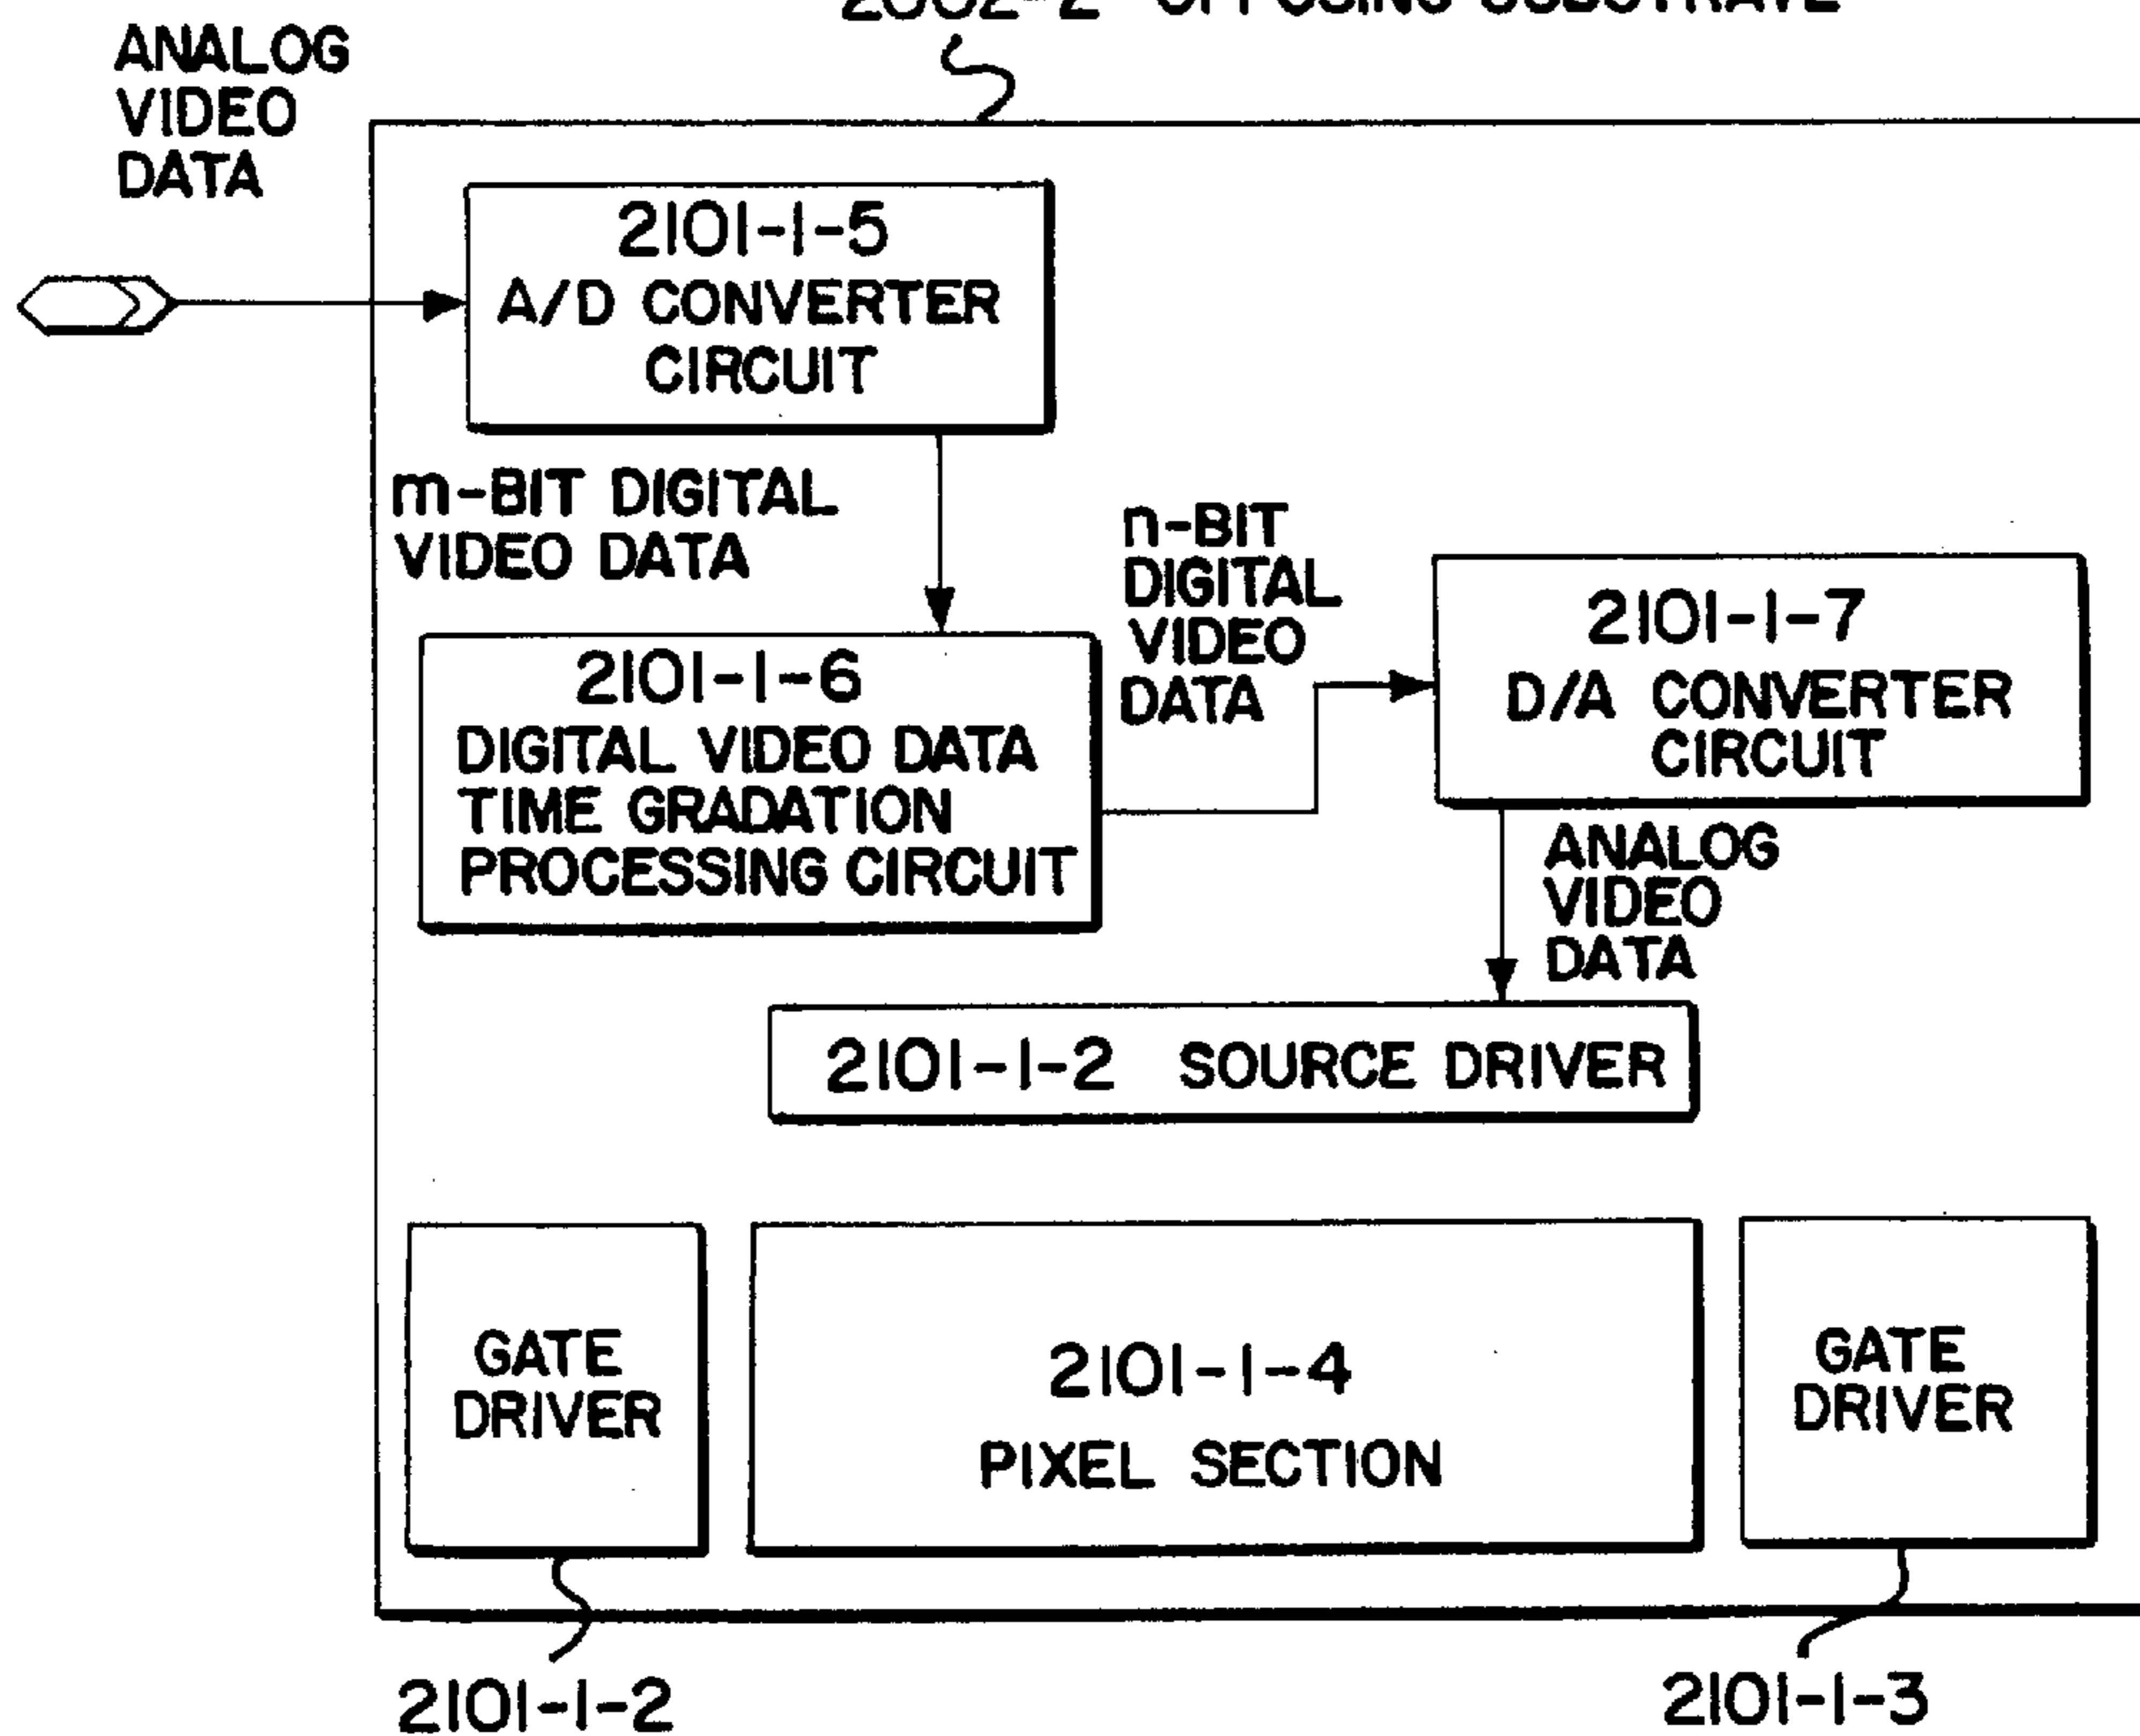 ANALOG
VIDEO
DATA
2101-1-5
A/D CONVERTER
CIRCUIT
m-BIT DIGITAL
VIDEO DATA
n-BIT
DIGITAL
VIDEO
DATA
2101-1-6
DIGITAL VIDEO DATA
TIME GRADATION
PROCESSING CIRCUIT
2101-1-7
D/A CONVERTER
CIRCUIT
ANALOG
VIDEO
DATA
2101-1-2 SOURCE DRIVER
GATE
DRIVER
2101-1-4
PIXEL SECTION
GATE
DRIVER
2101-1-2
2101-1-3